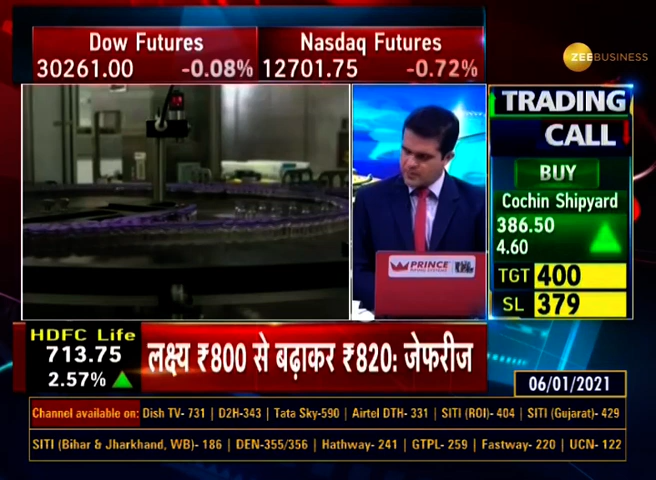 Dow Futures
30261.00 -0.08%
Nasdaq Futures
12701.75 -0.72%
ZEEBUSINESS
TRADING
CALL
BUY
Cochin Shipyard
386.50
4.60
TGT 400
SL 379
PRINCE
PIPING SYSTEMS
HDFC Life
713.75
2.57%
लक्ष्य ₹800 से बढ़ाकर ₹820: जेफरीज
06/01/2021
Channel available on: Dish TV- 731 | D2H-343 | Tata Sky-590 | Airtel DTH- 331 | SITI (ROI)- 404 | SITI (Gujarat)- 429
SITI (Bihar & Jharkhand, WB)- 186 | DEN-355/356 | Hathway- 241 | GTPL- 259 | Fastway- 220 | UCN- 122